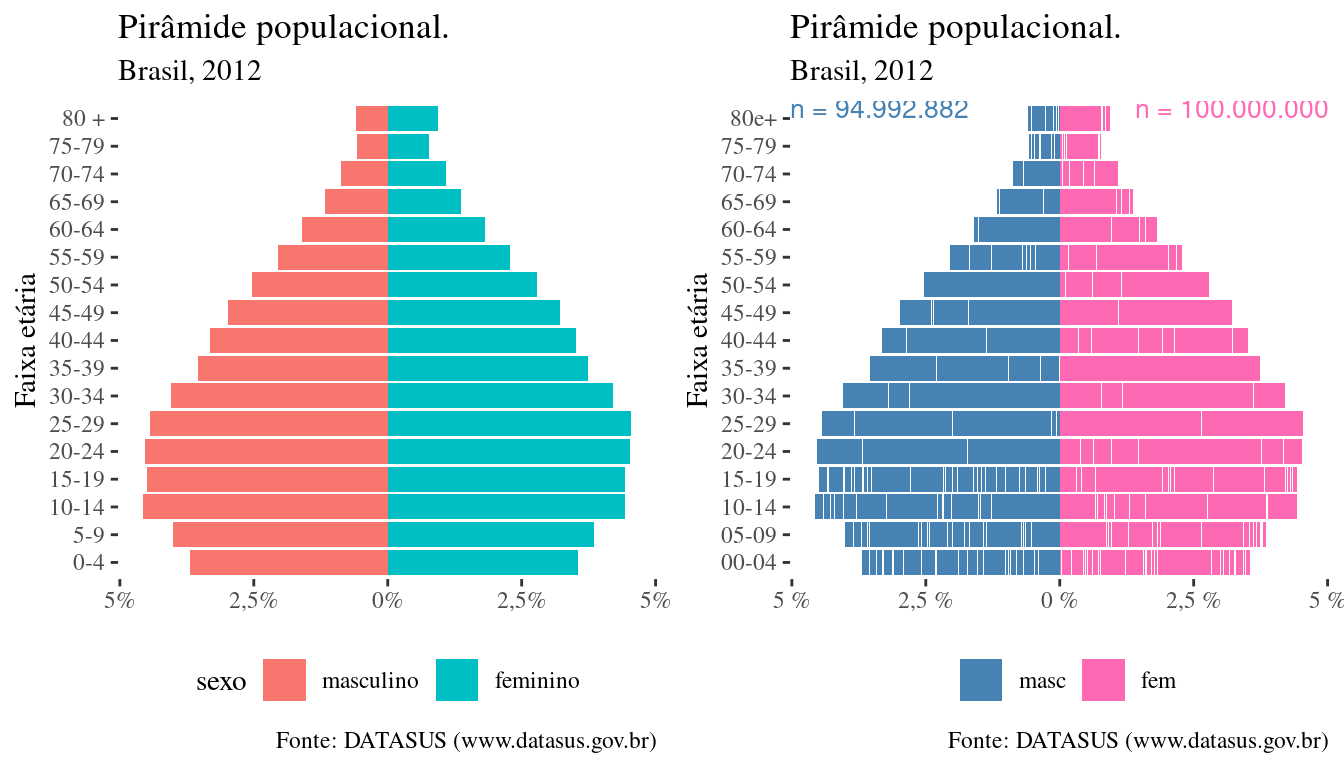 Pirâmide populacional.
Brasil, 2012
Faixa etária
80 +
75-79
70-74
65-69
60-64
55-59
50-54
45-49
40-44
35-39
30-34
25-29
20-24
15-19
10-14
5-9
0-4
5% 2,5% 0% 2,5% 5%
sexo masculino feminino
Fonte: DATASUS (www.datasus.gov.br)
Pirâmide populacional.
Brasil, 2012
n = 94.992.882 n = 100.000.000
Faixa etária
80e+
75-79
70-74
65-69
60-64
55-59
50-54
45-49
40-44
35-39
30-34
25-29
20-24
15-19
10-14
05-09
00-04
5 % 2,5 % 0 % 2,5 % 5 %
masc fem
Fonte: DATASUS (www.datasus.gov.br)